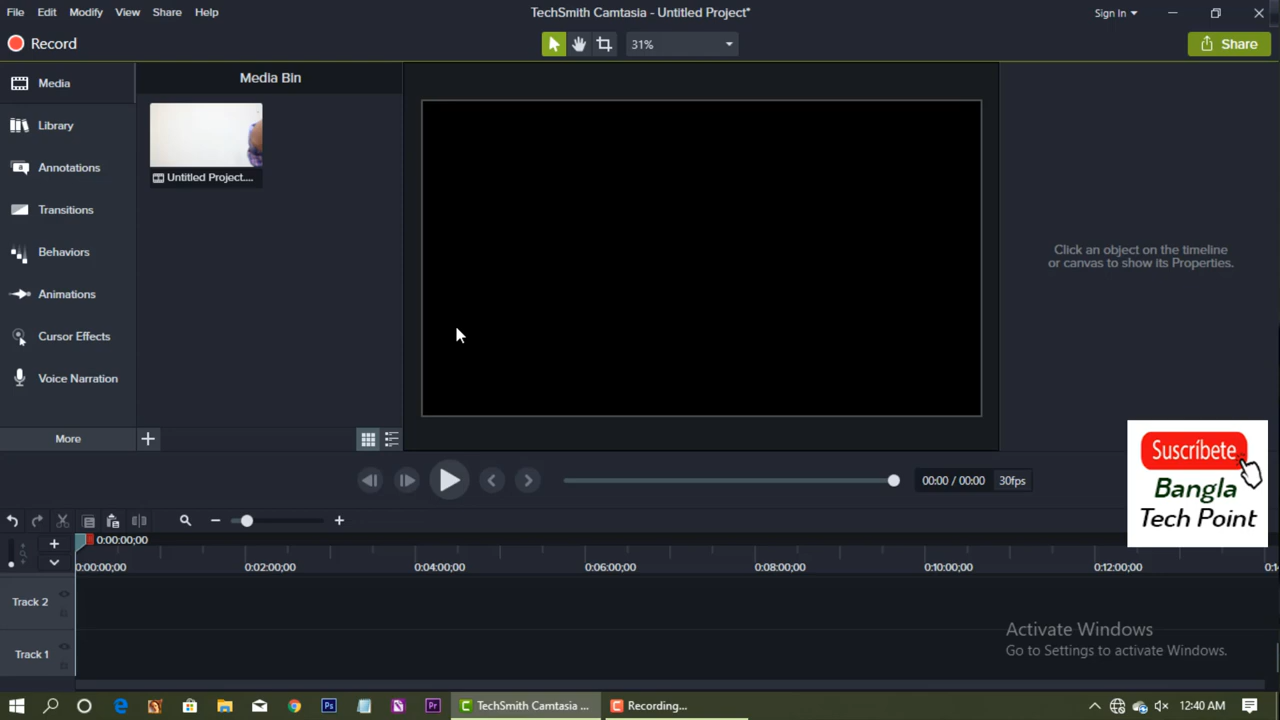 File Edit Modify View Share Help
TechSmith Camtasia - Untitled Project*
Sign In
Record
31%
Share
Media
Library
Annotations
Transitions
Behaviors
Animations
Cursor Effects
Voice Narration
More
Media Bin
Untitled Project....
Click an object on the timeline
or canvas to show its Properties.
00:00 / 00:00 30fps
Suscríbete
Bangla
Tech Point
0:00:00;00
0:00:00;00 0:02:00;00 0:04:00;00 0:06:00;00 0:08:00;00 0:10:00;00 0:12:00;00
Track 2
Track 1
Activate Windows
Go to Settings to activate Windows.
TechSmith Camtasia ... Recording... 12:40 AM